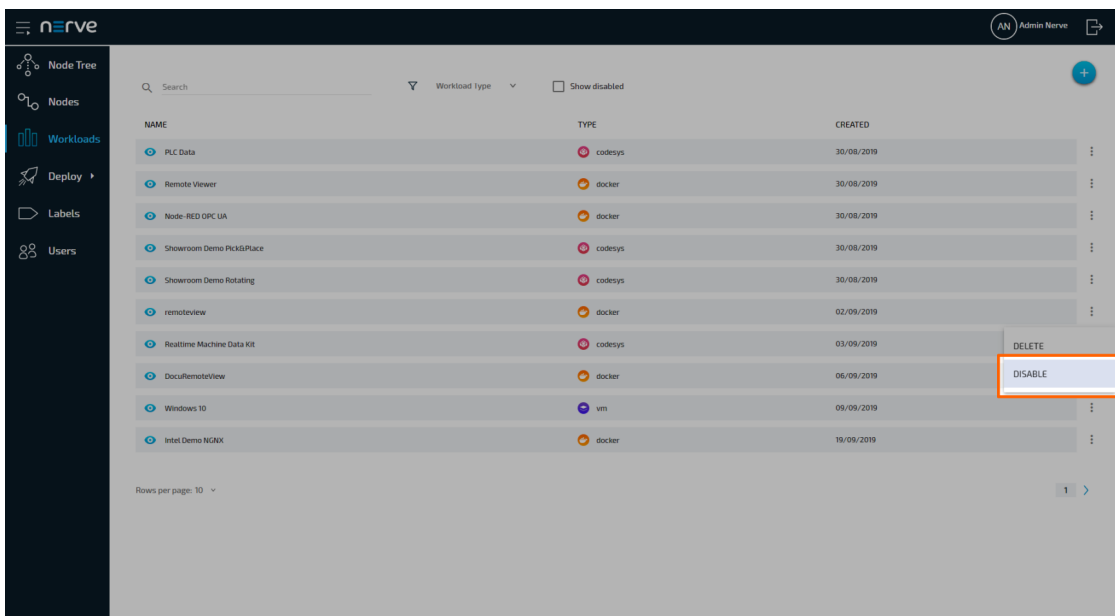 nerve
AN Admin Nerve
Node Tree
Nodes
Workloads
Deploy
Labels
Users
Search
Workload Type
Show disabled
+
NAME TYPE CREATED
PLC Data codesys 30/08/2019
Remote Viewer docker 30/08/2019
Node-RED OPC UA docker 30/08/2019
Showroom Demo Pick&Place codesys 30/08/2019
Showroom Demo Rotating codesys 30/08/2019
remoteview docker 02/09/2019
Realtime Machine Data Kit codesys 03/09/2019
DELETE
DocuRemoteView docker 06/09/2019
DISABLE
Windows 10 vm 09/09/2019
Intel Demo NGNX docker 19/09/2019
Rows per page: 10
1